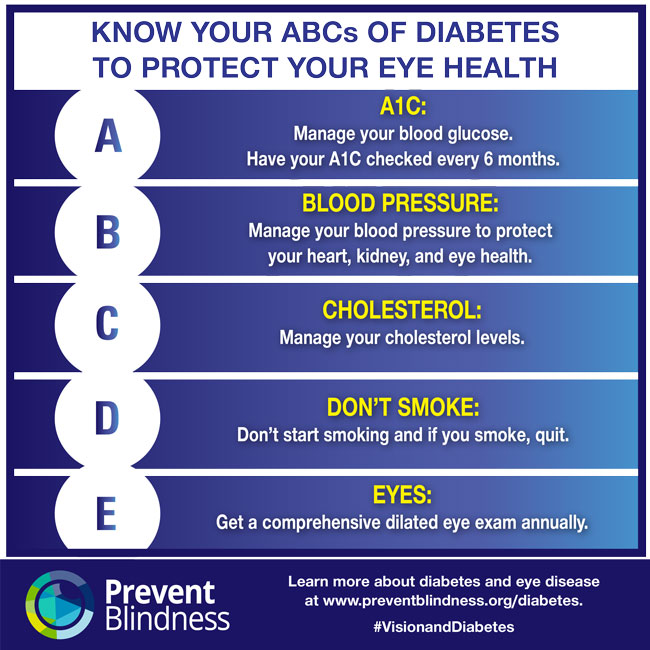 KNOW YOUR ABCs OF DIABETES
TO PROTECT YOUR EYE HEALTH
A
A1C:
Manage your blood glucose.
Have your A1C checked every 6 months.
B
BLOOD PRESSURE:
Manage your blood pressure to protect
your heart, kidney, and eye health.
C
CHOLESTEROL:
Manage your cholesterol levels.
D
DON'T SMOKE:
Don't start smoking and if you smoke, quit.
E
EYES:
Get a comprehensive dilated eye exam annually.
Prevent
Blindness
Learn more about diabetes and eye disease
at www.preventblindness.org/diabetes.
#VisionandDiabetes